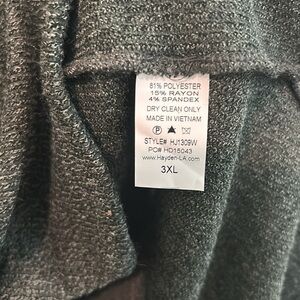 81% POLYESTER
15% RAYON
4% SPANDEX
DRY CLEAN ONLY
MADE IN VIETNAM
P
STYLE# HJ1309W
PO# HD15043
www.Hayden-LA.com
3XL